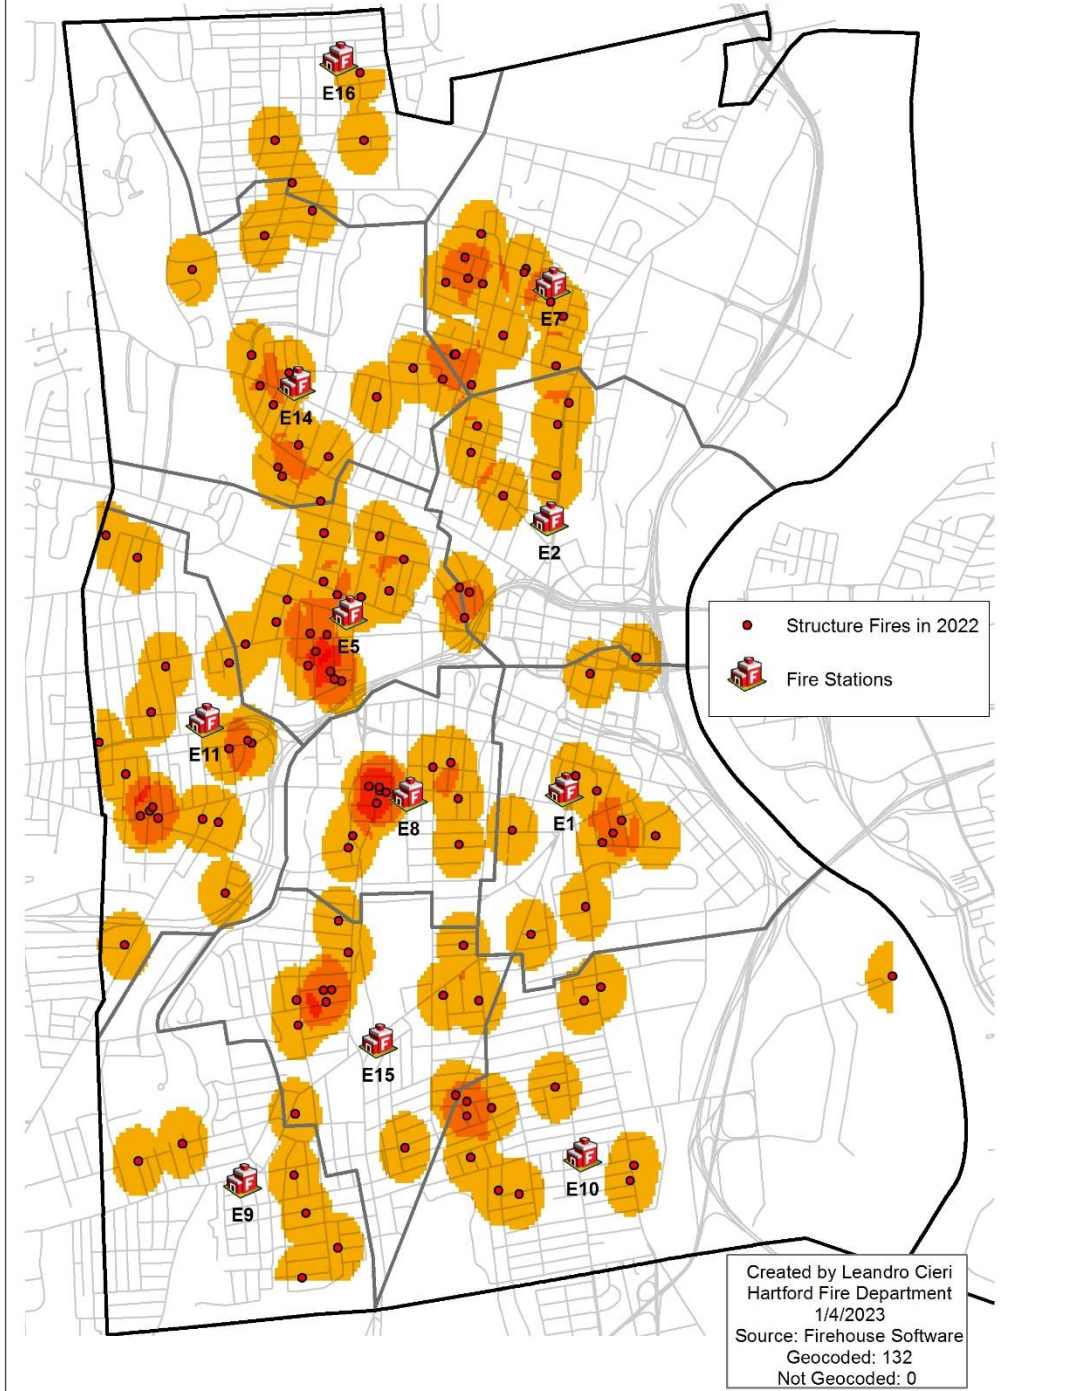 E16
E7
E14
E2
E5
Structure Fires in 2022
Fire Stations
E11
E8
E1
E15
E10
E9
Created by Leandro Cieri
Hartford Fire Department
1/4/2023
Source: Firehouse Software
Geocoded: 132
Not Geocoded: 0